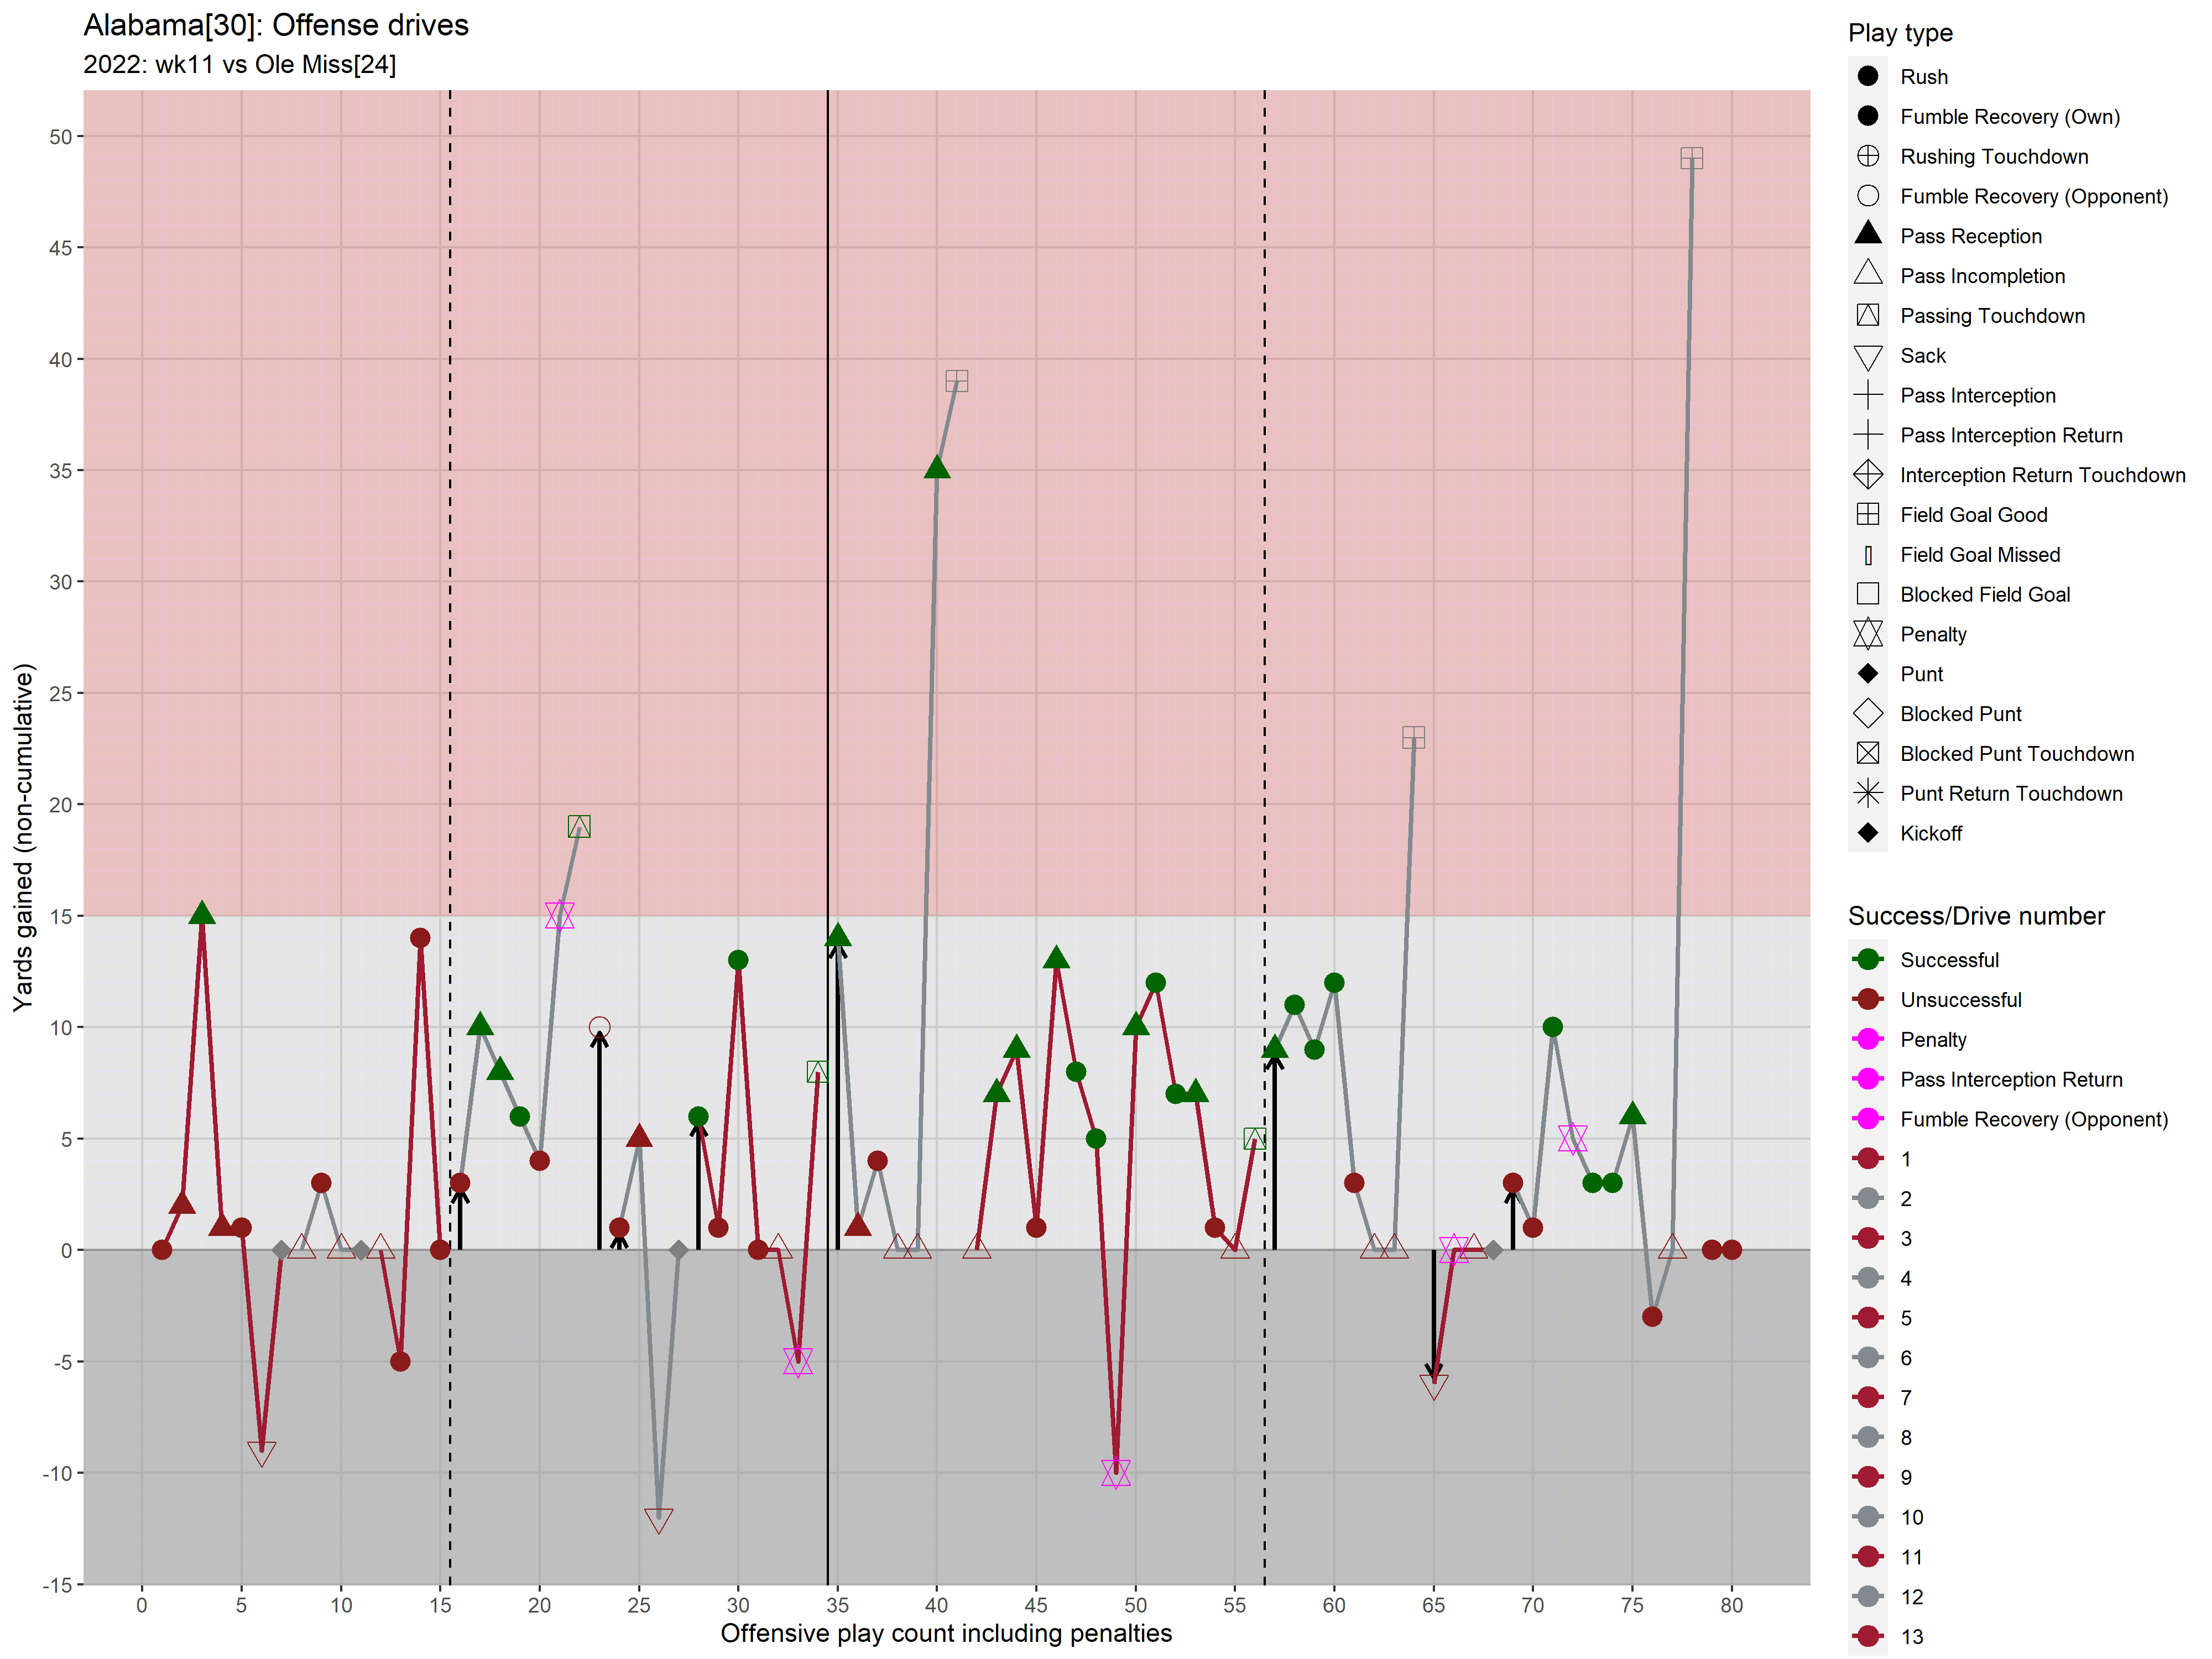 Alabama[30]: Offense drives
2022: wk11 vs Ole Miss[24]
Yards gained (non-cumulative)
50
45
40
35
30
25
20
15
10
5
0
-5
-10
-15
0 5 10 15 20 25 30 35 40 45 50 55 60 65 70 75 80
Offensive play count including penalties
Play type
Rush
Fumble Recovery (Own)
Rushing Touchdown
Fumble Recovery (Opponent)
Pass Reception
Pass Incompletion
Passing Touchdown
Sack
Pass Interception
Pass Interception Return
Interception Return Touchdown
Field Goal Good
Field Goal Missed
Blocked Field Goal
Penalty
Punt
Blocked Punt
Blocked Punt Touchdown
Punt Return Touchdown
Kickoff
Success/Drive number
Successful
Unsuccessful
Penalty
Pass Interception Return
Fumble Recovery (Opponent)
1
2
3
4
5
6
7
8
9
10
11
12
13